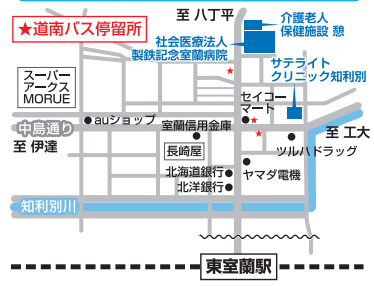 至 八丁平
★道南バス停留所
介護老人
保健施設 憩
社会医療法人
製鉄記念室蘭病院
サテライト
クリニック知利別
スーパー
アークス
MORUE
セイコー
マート
auショップ
室蘭信用金庫
中島通り
至 伊達
至 工大
長崎屋
ツルハドラッグ
北海道銀行
ヤマダ電機
北洋銀行
知利別川
東室蘭駅